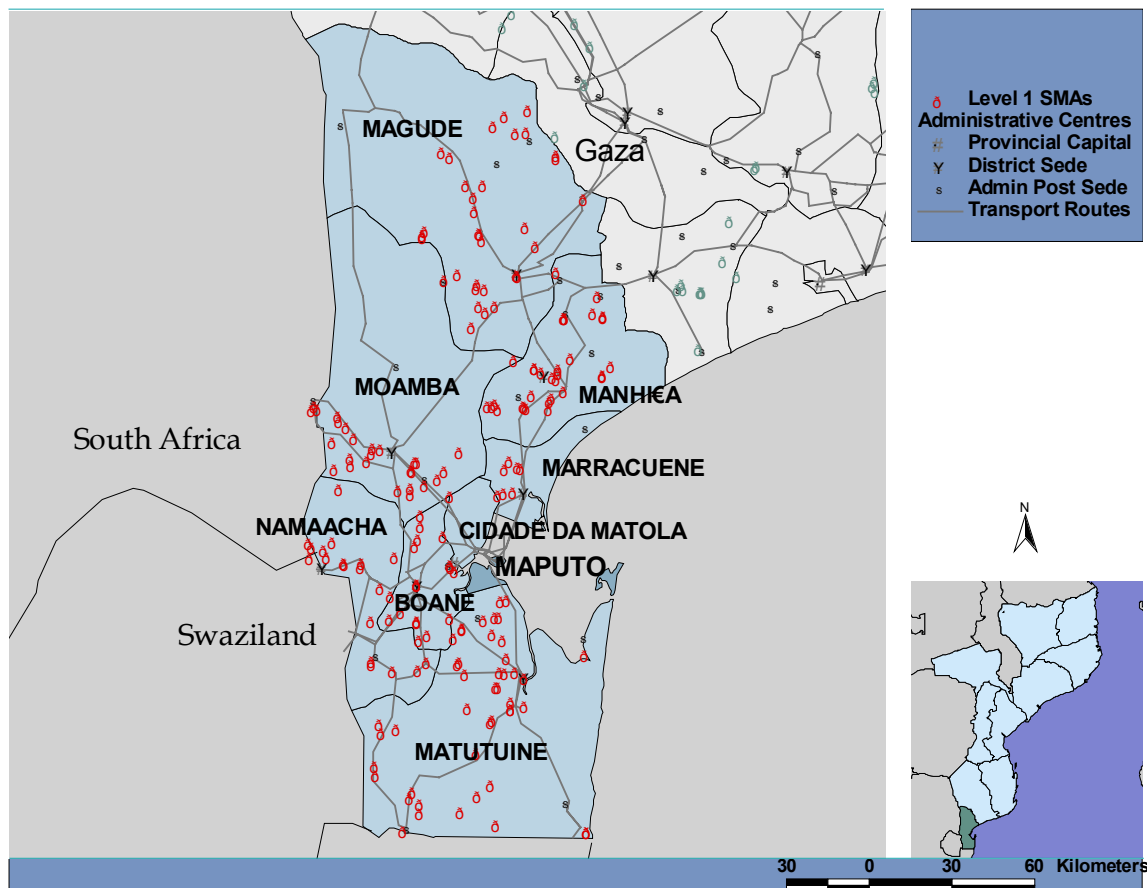 MAGUDE
Gaza
MOAMBA
MANHI€A
South Africa
MARRACUENE
NAMAACHA
CIDADE DA MATOLA
MAPUTO
BOANE
Swaziland
MATUTUINE
ð Level 1 SMAs
Administrative Centres
# Provincial Capital
Y District Sede
s Admin Post Sede
Transport Routes
N
30 0 30 60 Kilometers